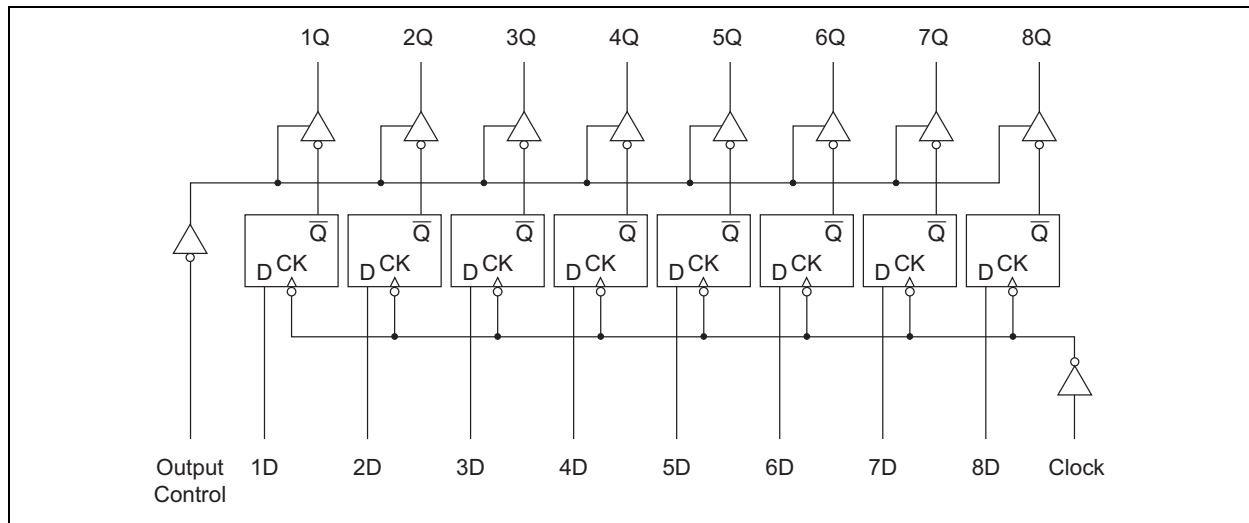 1Q 2Q 3Q 4Q 5Q 6Q 7Q 8Q
Q̅ Q̅ Q̅ Q̅ Q̅ Q̅ Q̅ Q̅
D CK D CK D CK D CK D CK D CK D CK D CK
Output Control 1D 2D 3D 4D 5D 6D 7D 8D Clock